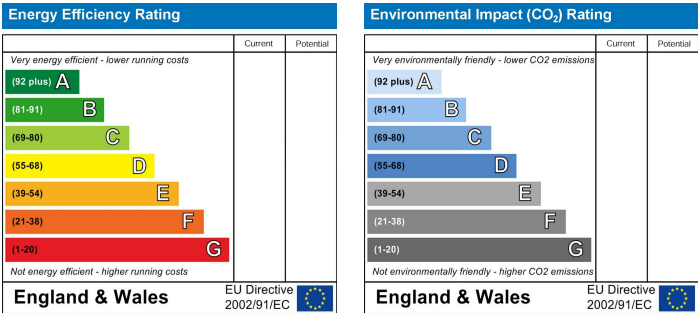 Energy Efficiency Rating
Current Potential
Very energy efficient - lower running costs
(92 plus) A
(81-91) B
(69-80) C
(55-68) D
(39-54) E
(21-38) F
(1-20) G
Not energy efficient - higher running costs
England & Wales
EU Directive
2002/91/EC
Environmental Impact (CO₂) Rating
Current Potential
Very environmentally friendly - lower CO2 emissions
(92 plus) A
(81-91) B
(69-80) C
(55-68) D
(39-54) E
(21-38) F
(1-20) G
Not environmentally friendly - higher CO2 emissions
England & Wales
EU Directive
2002/91/EC